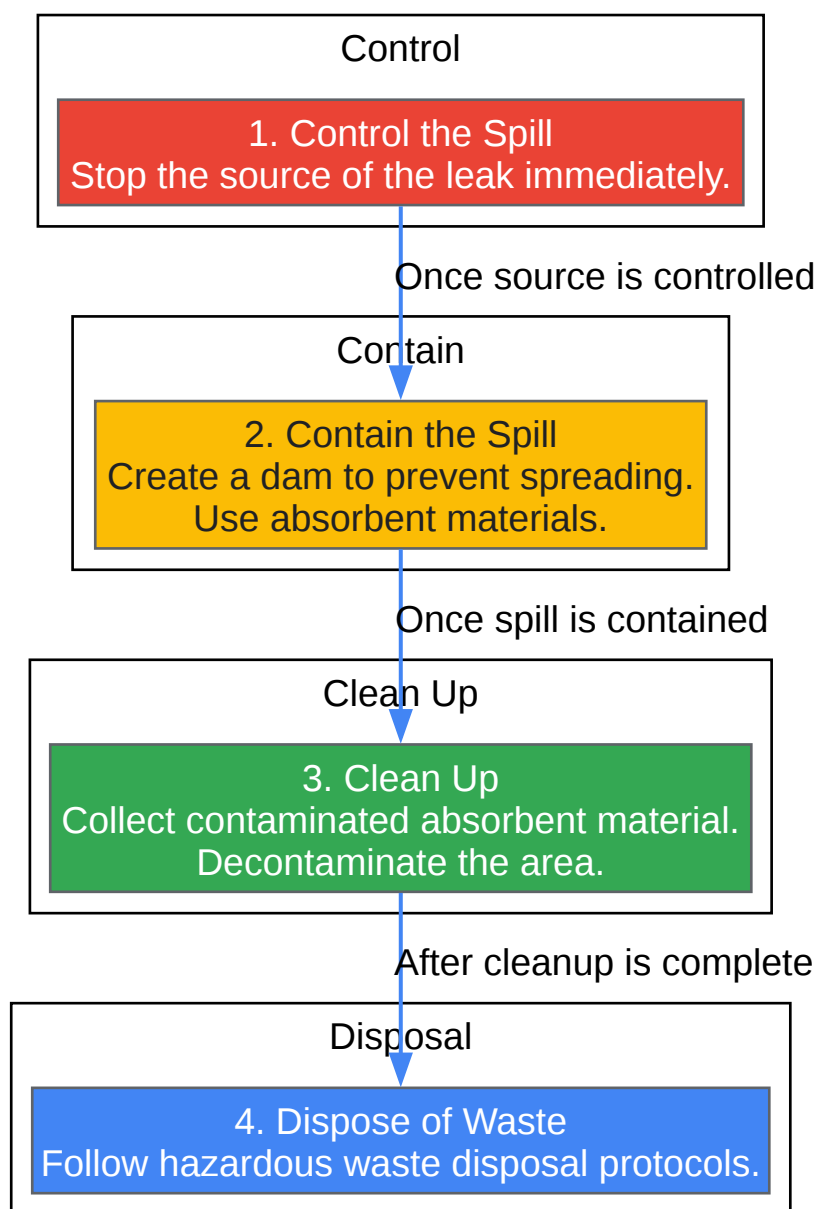 Control
1. Control the Spill
Stop the source of the leak immediately.
Once source is controlled
Contain
2. Contain the Spill
Create a dam to prevent spreading.
Use absorbent materials.
Once spill is contained
Clean Up
3. Clean Up
Collect contaminated absorbent material.
Decontaminate the area.
After cleanup is complete
Disposal
4. Dispose of Waste
Follow hazardous waste disposal protocols.